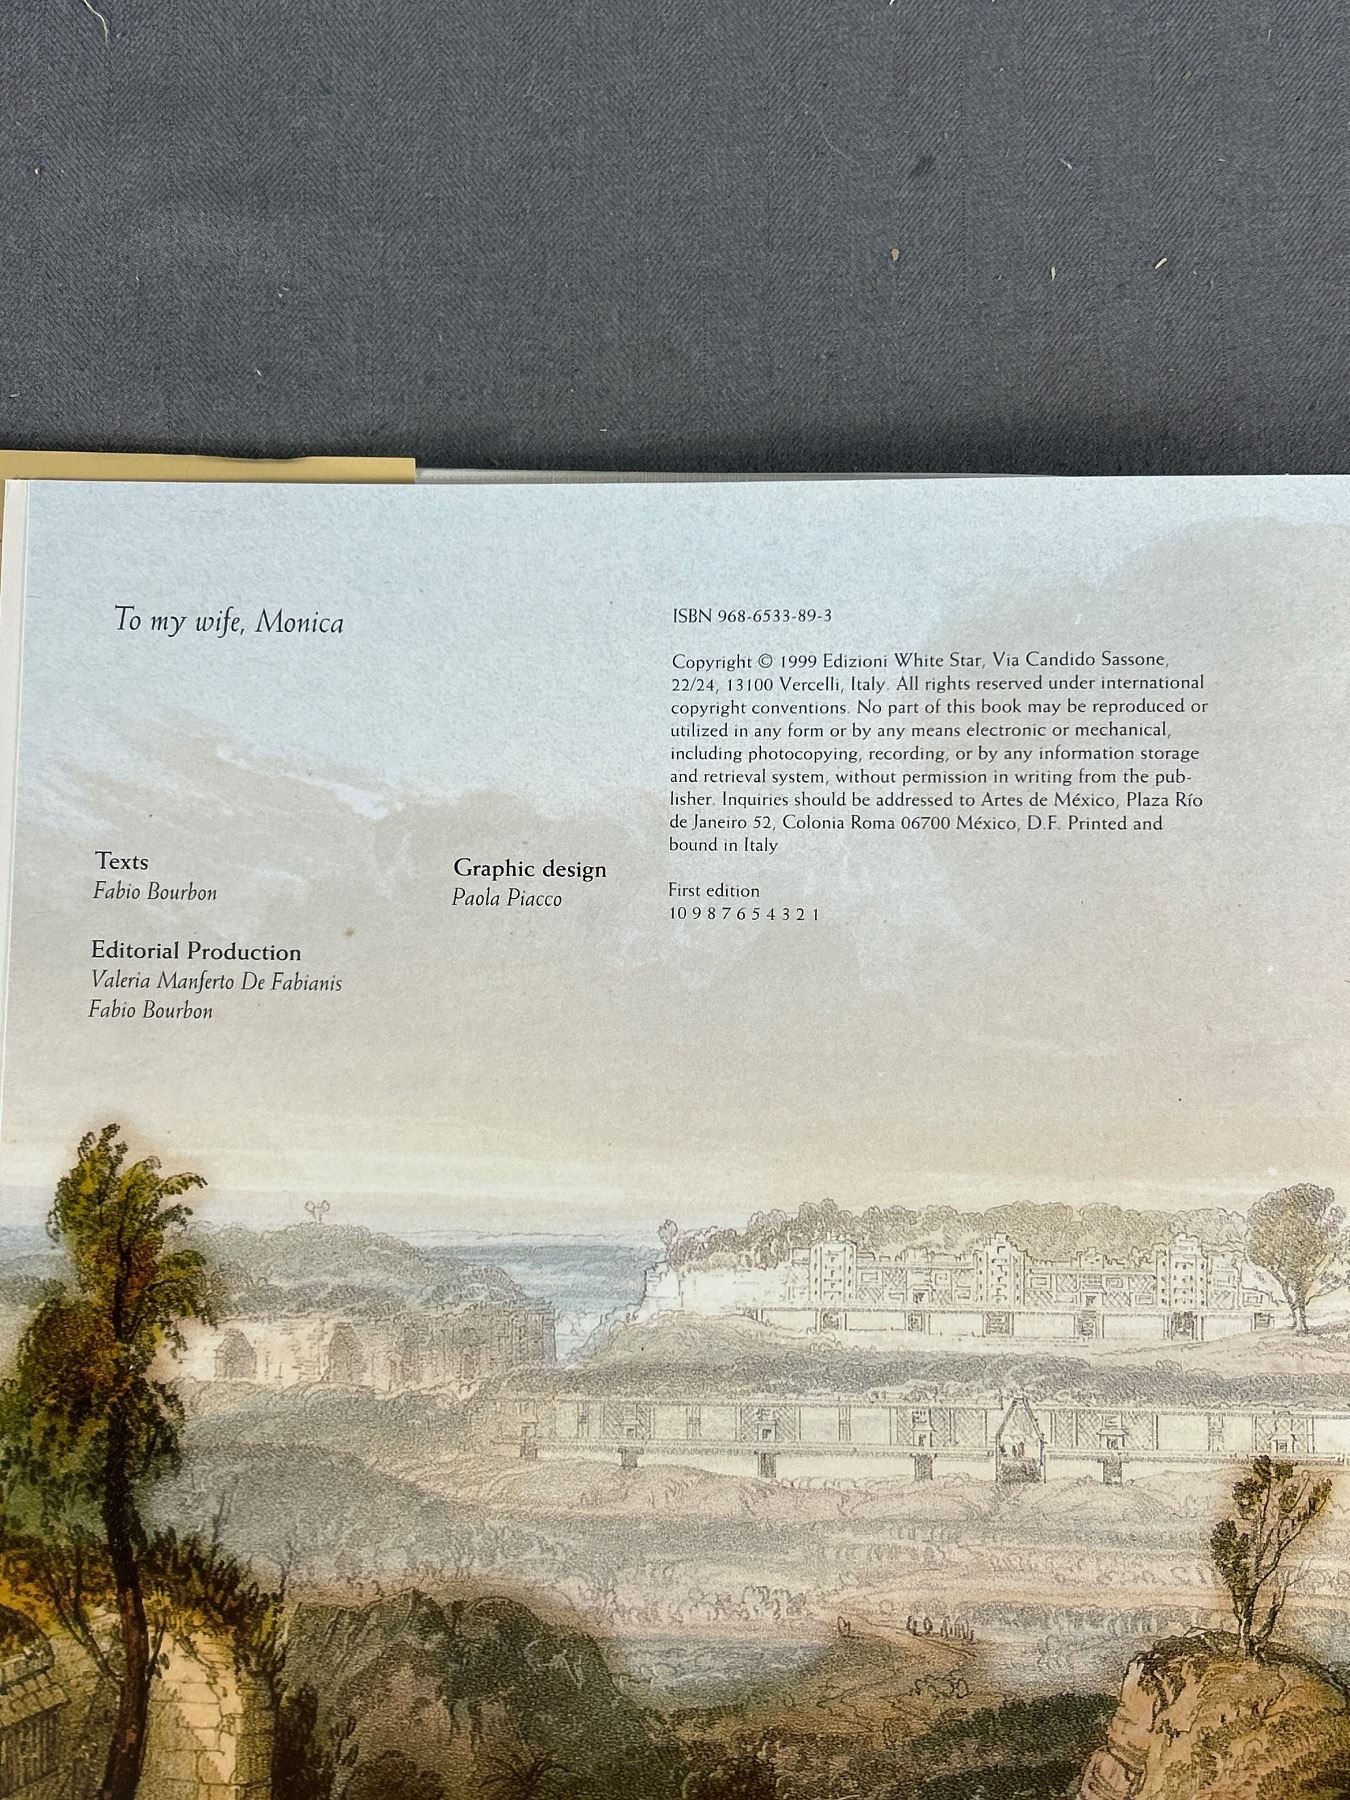 To my wife, Monica
Texts
Fabio Bourbon
Editorial Production
Valeria Manferto De Fabianis
Fabio Bourbon
Graphic design
Paola Piacco
ISBN 968-6533-89-3
Copyright © 1999 Edizioni White Star, Via Candido Sassone,
22/24, 13100 Vercelli, Italy. All rights reserved under international
copyright conventions. No part of this book may be reproduced or
utilized in any form or by any means electronic or mechanical,
including photocopying, recording, or by any information storage
and retrieval system, without permission in writing from the pub-
lisher. Inquiries should be addressed to Artes de México, Plaza Río
de Janeiro 52, Colonia Roma 06700 México, D.F. Printed and
bound in Italy
First edition
10 9 8 7 6 5 4 3 2 1